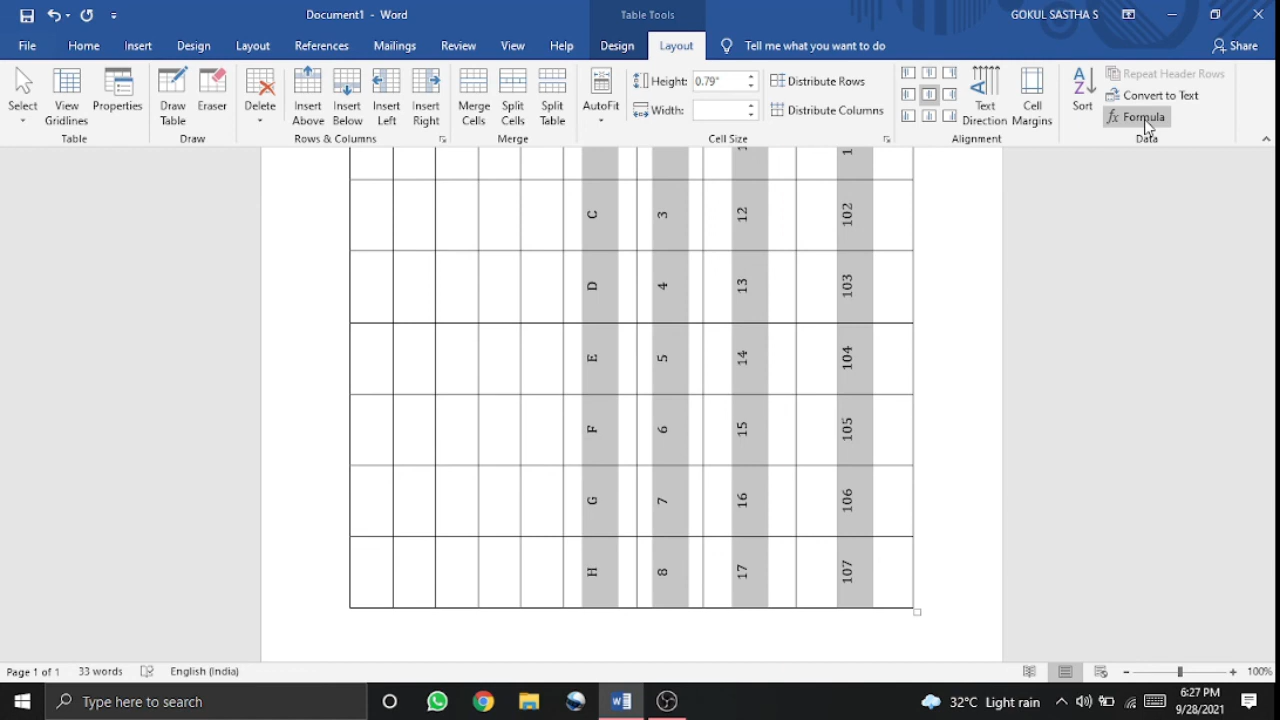 Document1 - Word
Table Tools
GOKUL SASTHA S
File Home Insert Design Layout References Mailings Review View Help Design Layout Tell me what you want to do Share
Select View Gridlines Properties
Table
Draw Table Eraser
Draw
Delete Insert Above Insert Below Insert Left Insert Right
Rows & Columns
Merge Cells Split Cells Split Table
Merge
AutoFit Height: 0.79" Distribute Rows
Width: Distribute Columns
Cell Size
Text Direction Cell Margins
Alignment
Sort Repeat Header Rows
Convert to Text
fx Formula
Data
C 3 12 102
D 4 13 103
E 5 14 104
F 6 15 105
G 7 16 106
H 8 17 107
Page 1 of 1 33 words English (India) 100%
Type here to search
32°C Light rain
6:27 PM
9/28/2021